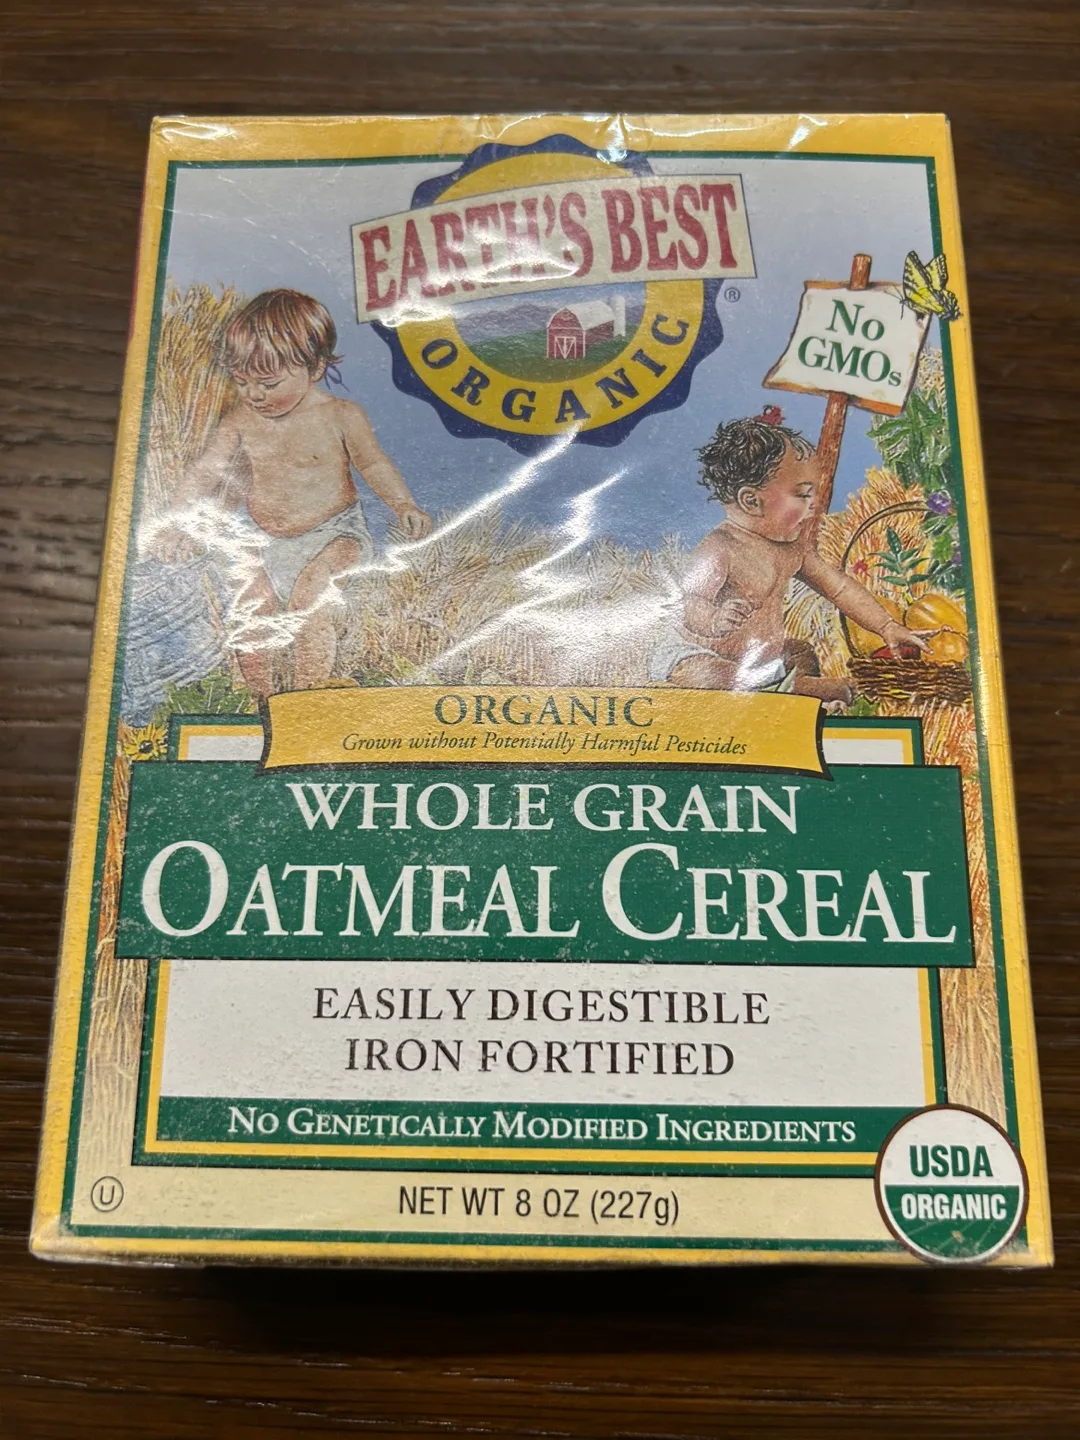 EARTH'S BEST
®
ORGANIC
No
GMOs
ORGANIC
Grown without Potentially Harmful Pesticides
WHOLE GRAIN
OATMEAL CEREAL
EASILY DIGESTIBLE
IRON FORTIFIED
NO GENETICALLY MODIFIED INGREDIENTS
U
NET WT 8 OZ (227g)
USDA
ORGANIC